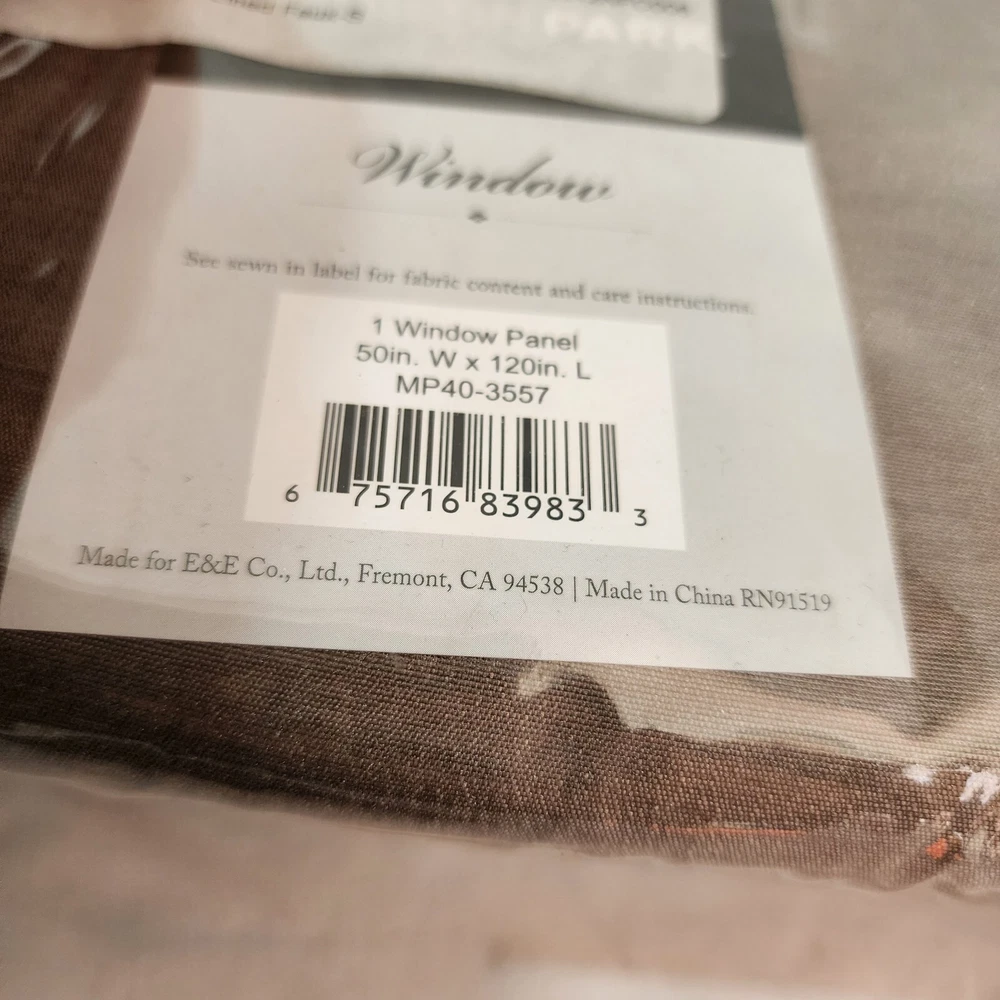 PARK
Window
See sewn in label for fabric content and care instructions.
1 Window Panel
50in. W x 120in. L
MP40-3557
6 75716 83983 3
Made for E&E Co., Ltd., Fremont, CA 94538 | Made in China RN91519